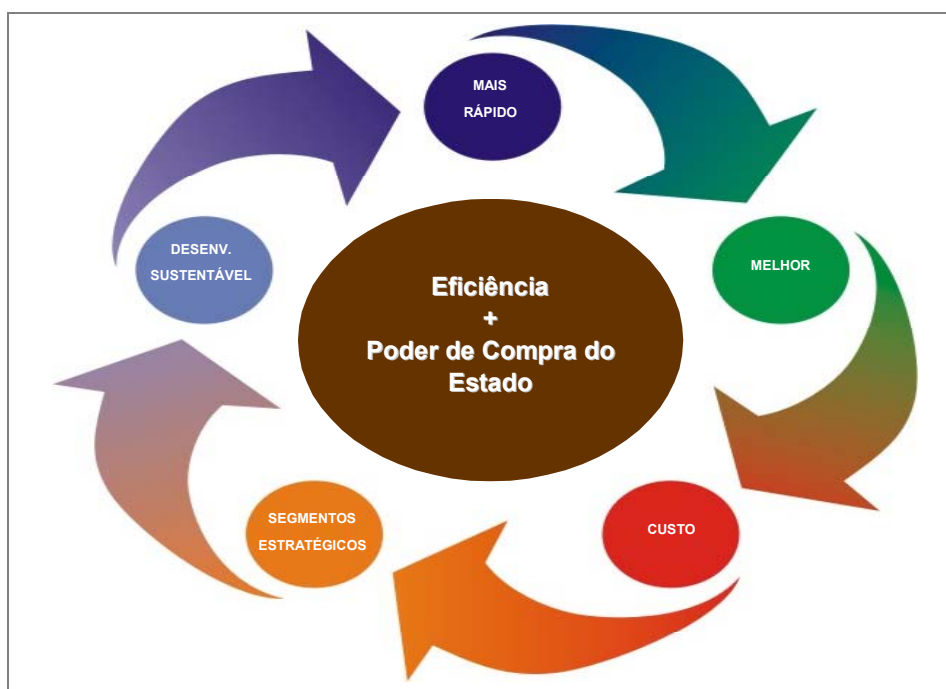 MAIS
RÁPIDO
MELHOR
CUSTO
SEGMENTOS
ESTRATÉGICOS
DESENV.
SUSTENTÁVEL
Eficiência
+
Poder de Compra do
Estado